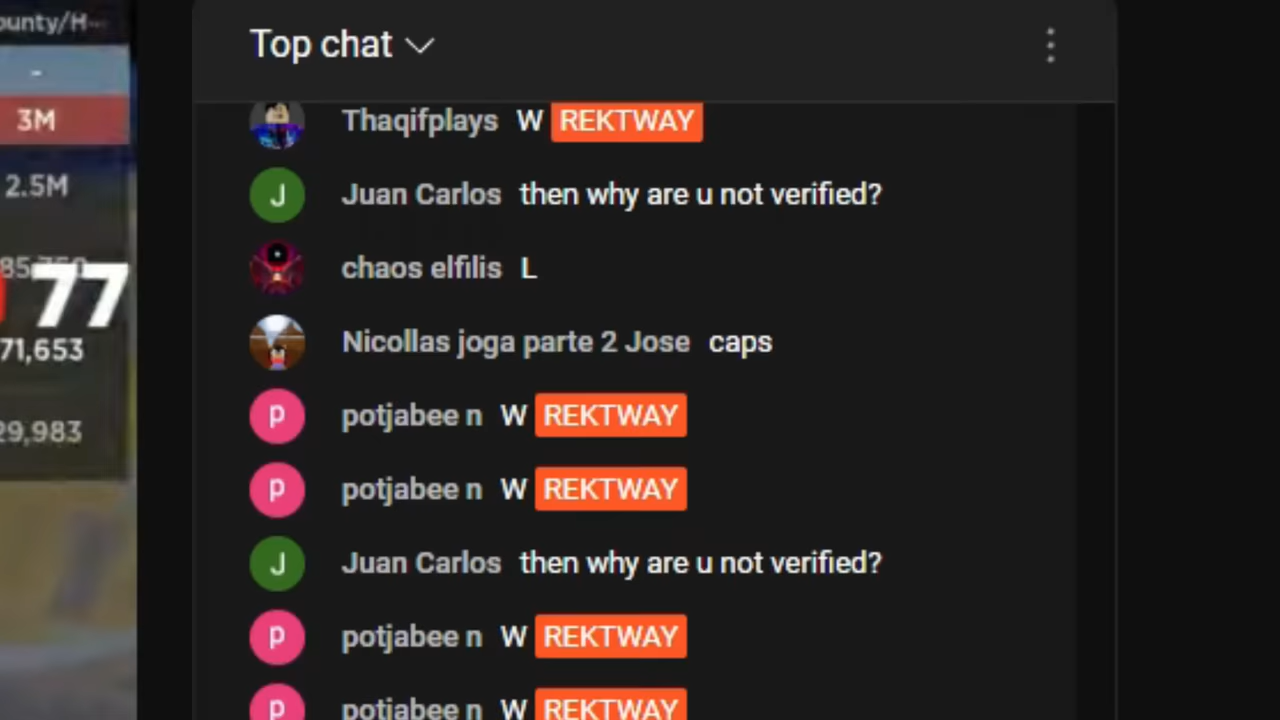 ounty/H...
-
3M
2.5M
77
71,653
29,983
Top chat
Thaqifplays W REKTWAY
Juan Carlos then why are u not verified?
chaos elfilis L
Nicollas joga parte 2 Jose caps
potjabee n W REKTWAY
potjabee n W REKTWAY
Juan Carlos then why are u not verified?
potjabee n W REKTWAY
potjabee n W REKTWAY